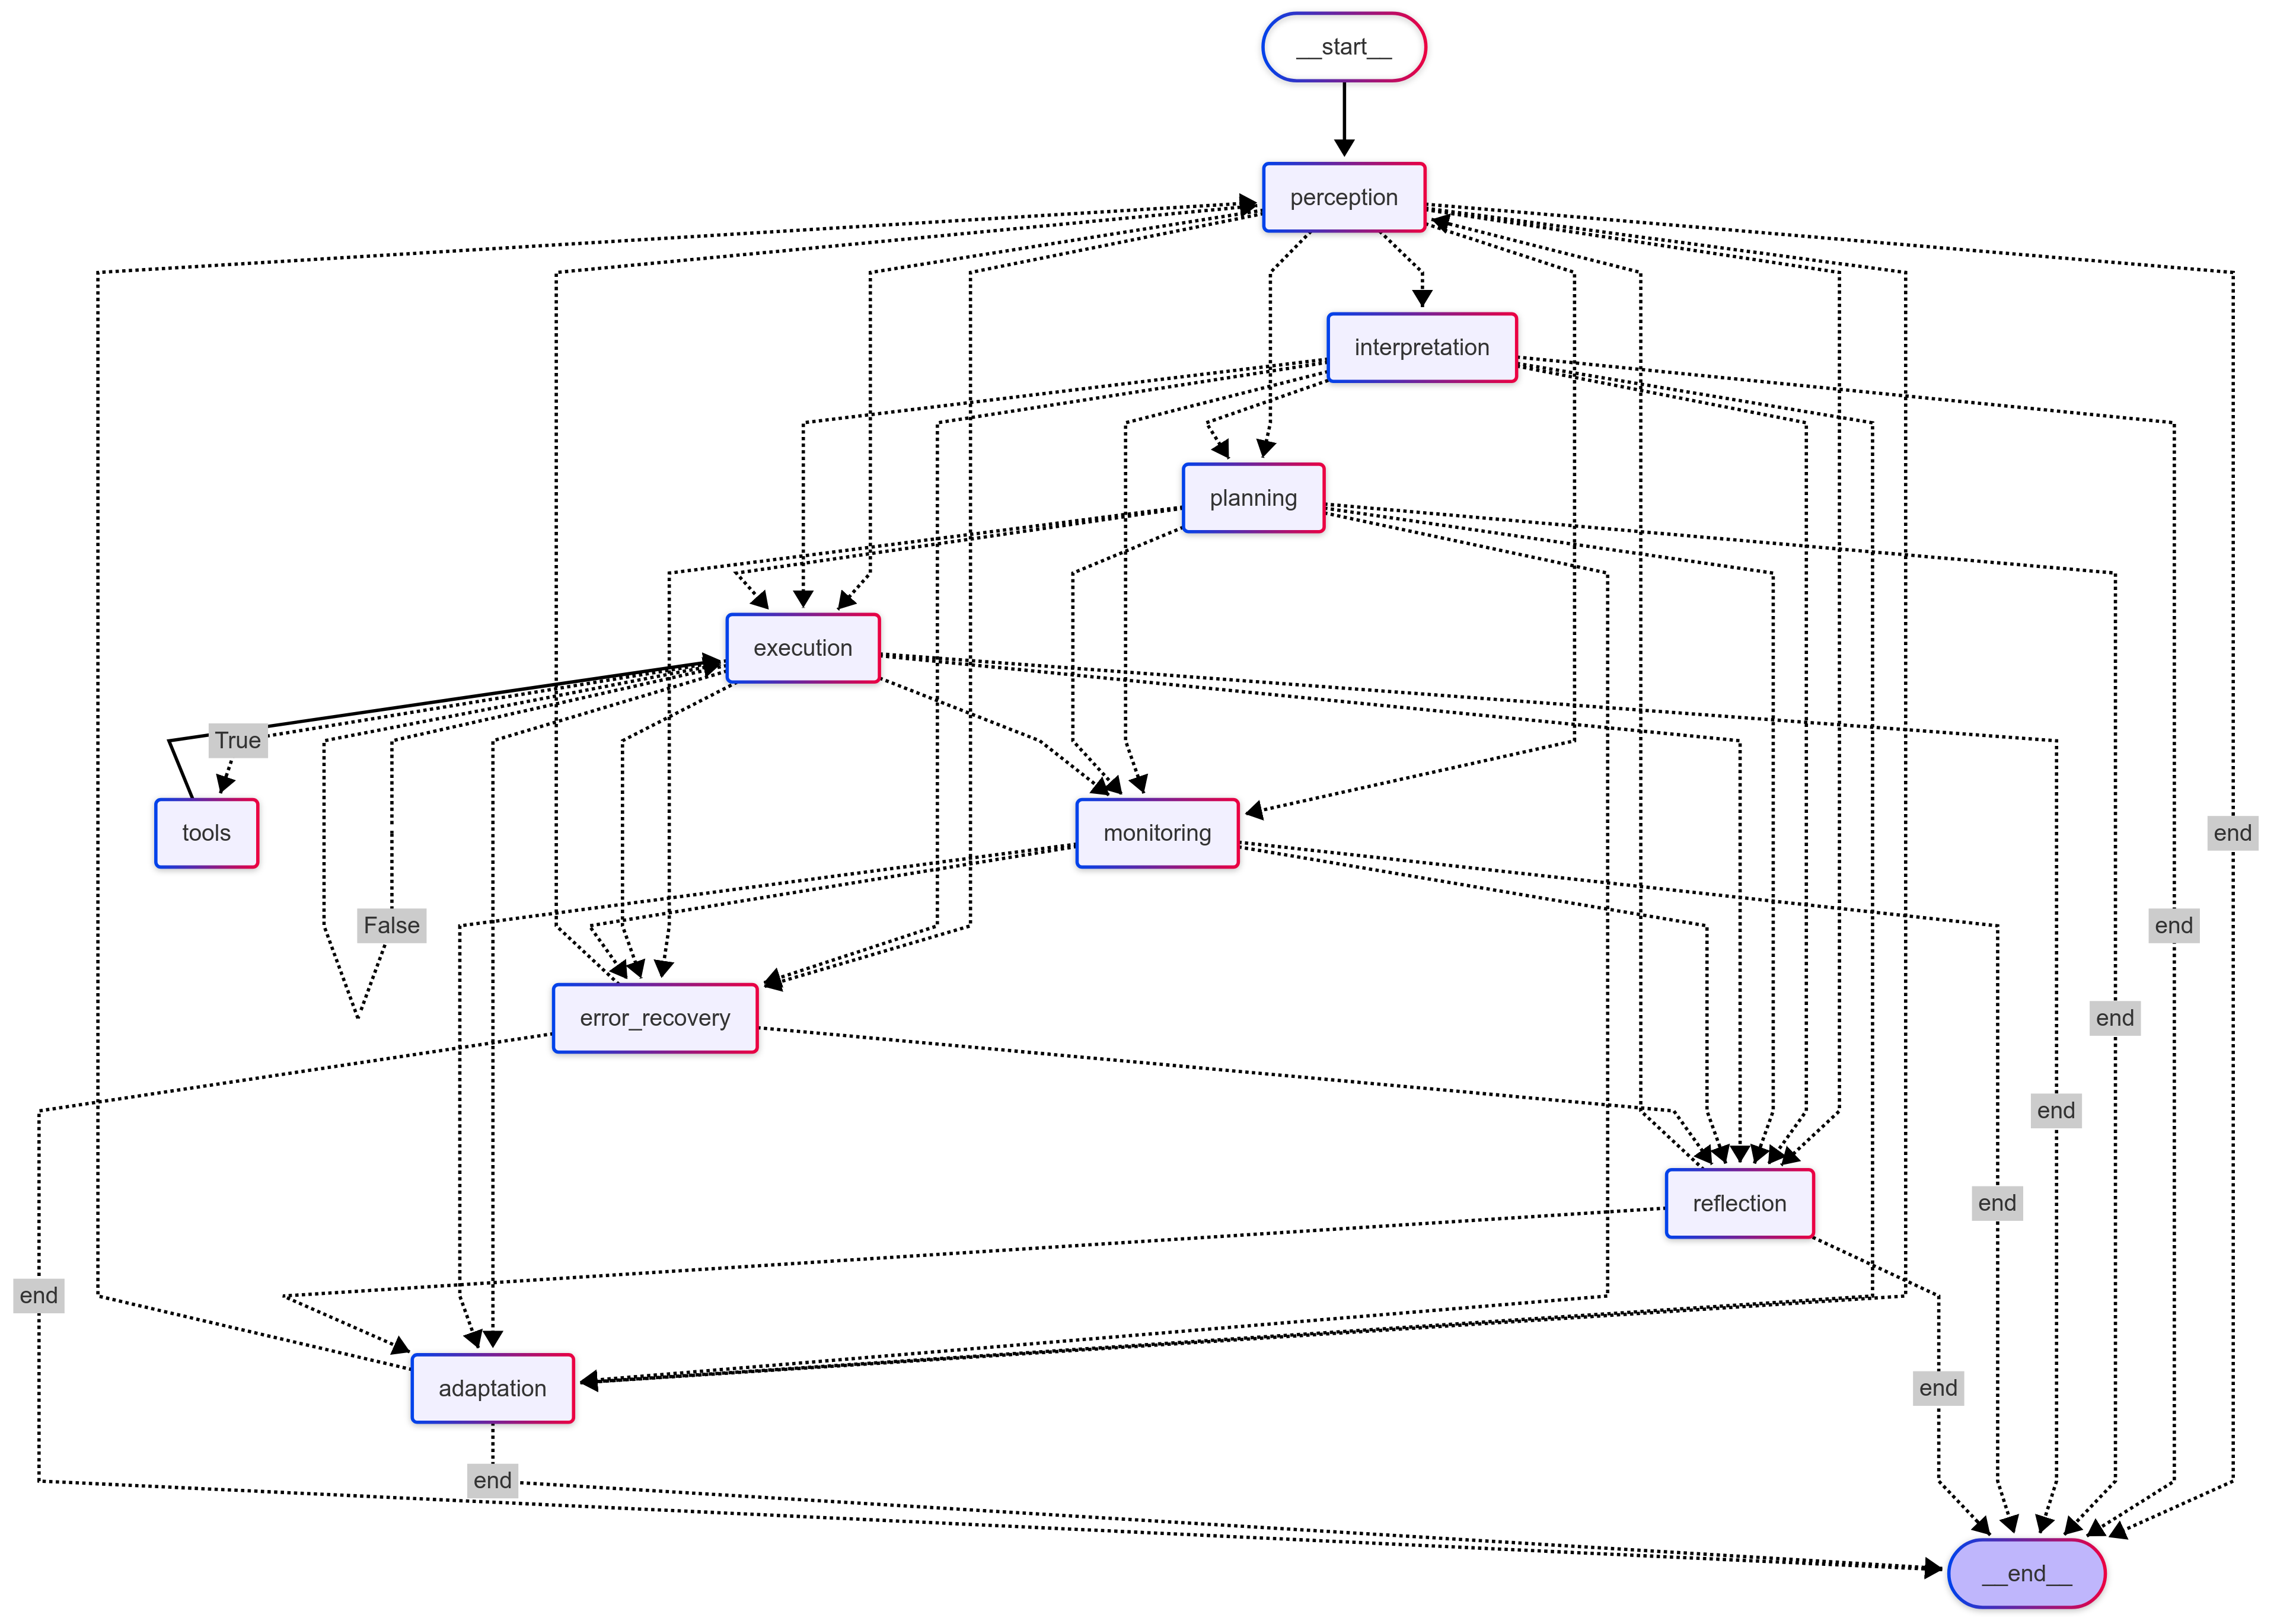 __start__
perception
interpretation
planning
execution
True
tools
monitoring
end
False
end
error_recovery
end
end
reflection
end
end
adaptation
end
end
__end__